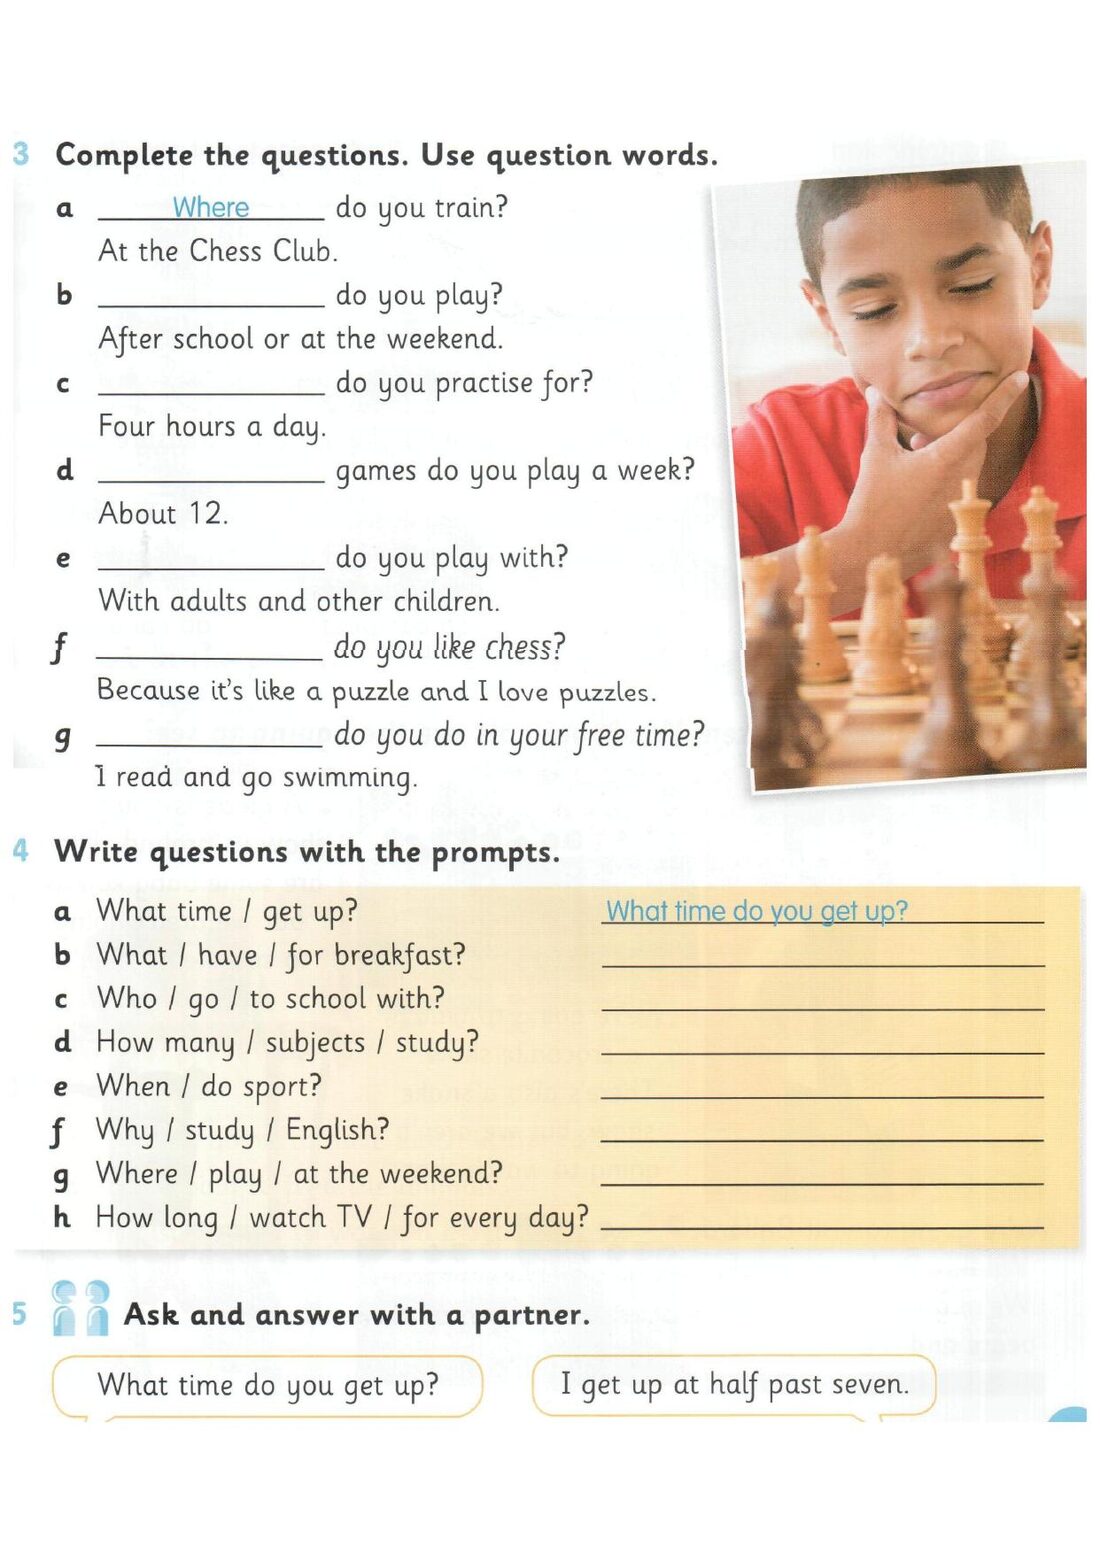 3 Complete the questions. Use question words.
a Where do you train?
At the Chess Club.
b do you play?
After school or at the weekend.
c do you practise for?
Four hours a day.
d games do you play a week?
About 12.
e do you play with?
With adults and other children.
f do you like chess?
Because it's like a puzzle and I love puzzles.
g do you do in your free time?
I read and go swimming.
4 Write questions with the prompts.
a What time / get up? What time do you get up?
b What / have / for breakfast?
c Who / go / to school with?
d How many / subjects / study?
e When / do sport?
f Why / study / English?
g Where / play / at the weekend?
h How long / watch TV / for every day?
5 Ask and answer with a partner.
What time do you get up? I get up at half past seven.